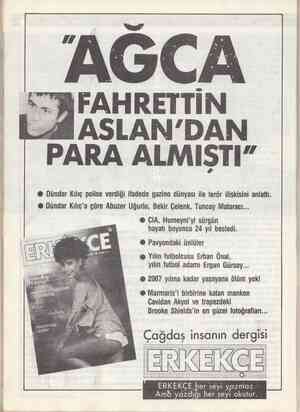 "AĞCA
FAHRETTİN
ASLAN'DAN
PARA ALMIŞTI"
● Dündar Kılıç polise verdiği ifadede gazino dünyası ile terör ilişkisini anlattı.
● Dündar Kılıç'a göre Abuzer Uğurlu, Bekir Çelenk, Tuncay Mataracı...
● CIA, Humeyni'yi sürgün
hayatı boyunca 24 yıl besledi.
● Pavyondaki ünlüler
● Yılın futbolcusu Erhan Önal,
yılın futbol adamı Ergun Gürsoy...
● 2007 yılına kadar yaşayana ölüm yok!
● Marmaris'i birbirine katan manken
Cavidan Akyol ve trapezdeki
Brooke Shields'in en güzel fotoğrafları...
ERKEKÇE
Çağdaş insanın dergisi
ERKEKÇE
ERKEKÇE her şeyi yazmaz
Ama yazdığı her şeyi okutur.